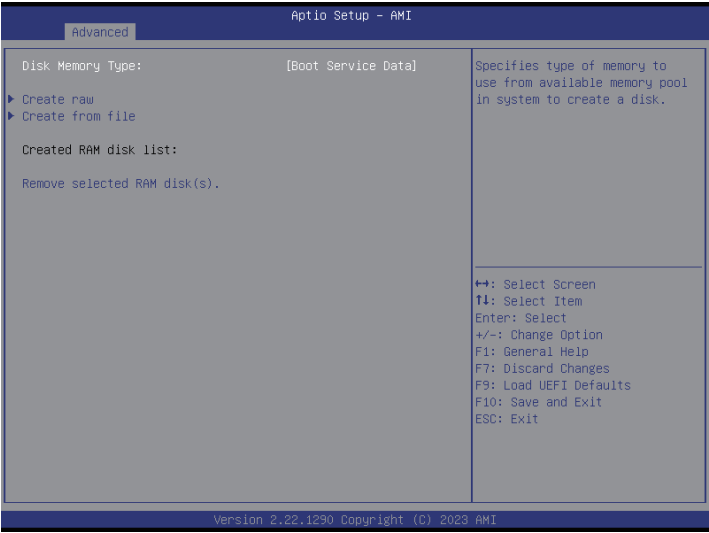 Aptio Setup - AMI
Advanced
Disk Memory Type: [Boot Service Data]
Create raw
Create from file
Created RAM disk list:
Remove selected RAM disk(s).
Specifies type of memory to
use from available memory pool
in system to create a disk.
↔: Select Screen
↑↓: Select Item
Enter: Select
+/-: Change Option
F1: General Help
F7: Discard Changes
F9: Load UEFI Defaults
F10: Save and Exit
ESC: Exit
Version 2.22.1290 Copyright (C) 2023 AMI